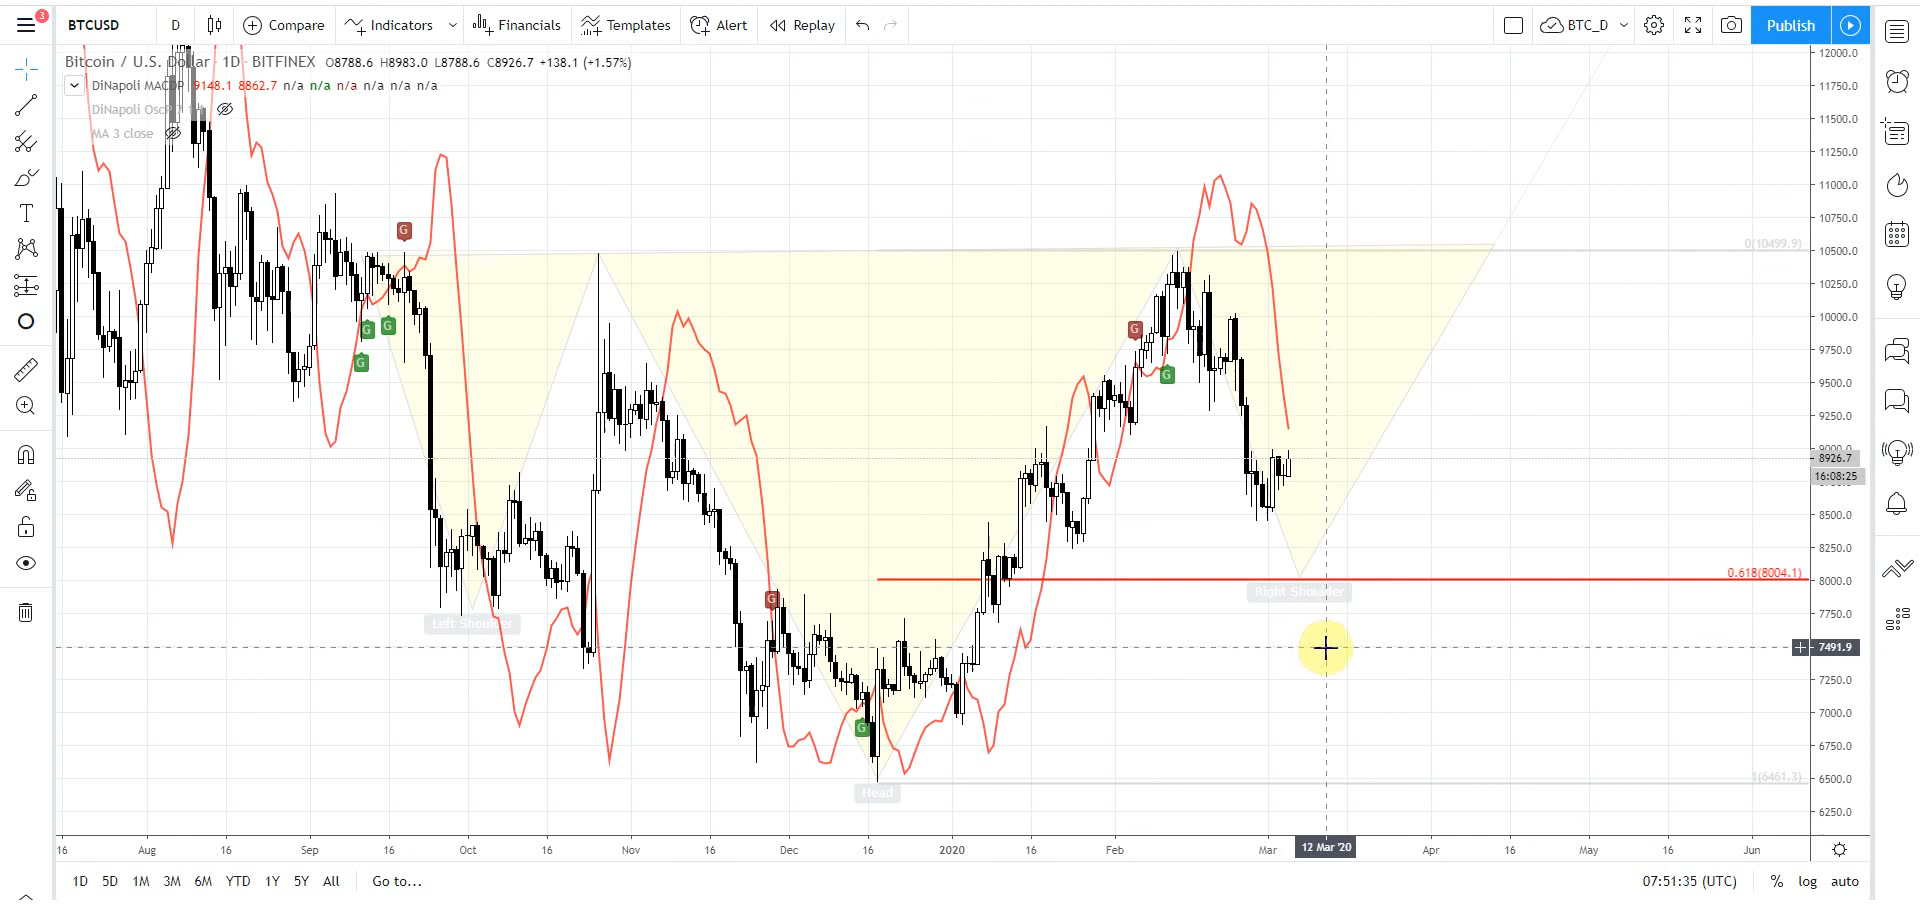 3
BTCUSD
D
Compare
Indicators
Financials
Templates
Alert
Replay
BTC_D
Publish
Bitcoin / U.S. Dollar · 1D · BITFINEX O8788.6 H8983.0 L8788.6 C8926.7 +138.1 (+1.57%)
DiNapoli MACDP 9148.1 8862.7 n/a n/a n/a n/a n/a n/a
MA 3 close
12000.0
11750.0
11500.0
11250.0
11000.0
10750.0
10500.0
10250.0
10000.0
9750.0
9500.0
9250.0
9000.0
8926.7
16:08:25
8500.0
8250.0
8000.0
7750.0
7491.9
7250.0
7000.0
6750.0
6500.0
6250.0
0(10499.9)
0.618(8004.1)
1(6461.3)
G
G
G
G
G
G
G
G
Left Shoulder
Head
Right Shoulder
16
Aug
16
Sep
16
Oct
16
Nov
16
Dec
16
2020
16
Feb
Mar
12 Mar '20
Apr
16
May
16
Jun
1D
5D
1M
3M
6M
YTD
1Y
5Y
All
Go to...
07:51:35 (UTC)
%
log
auto